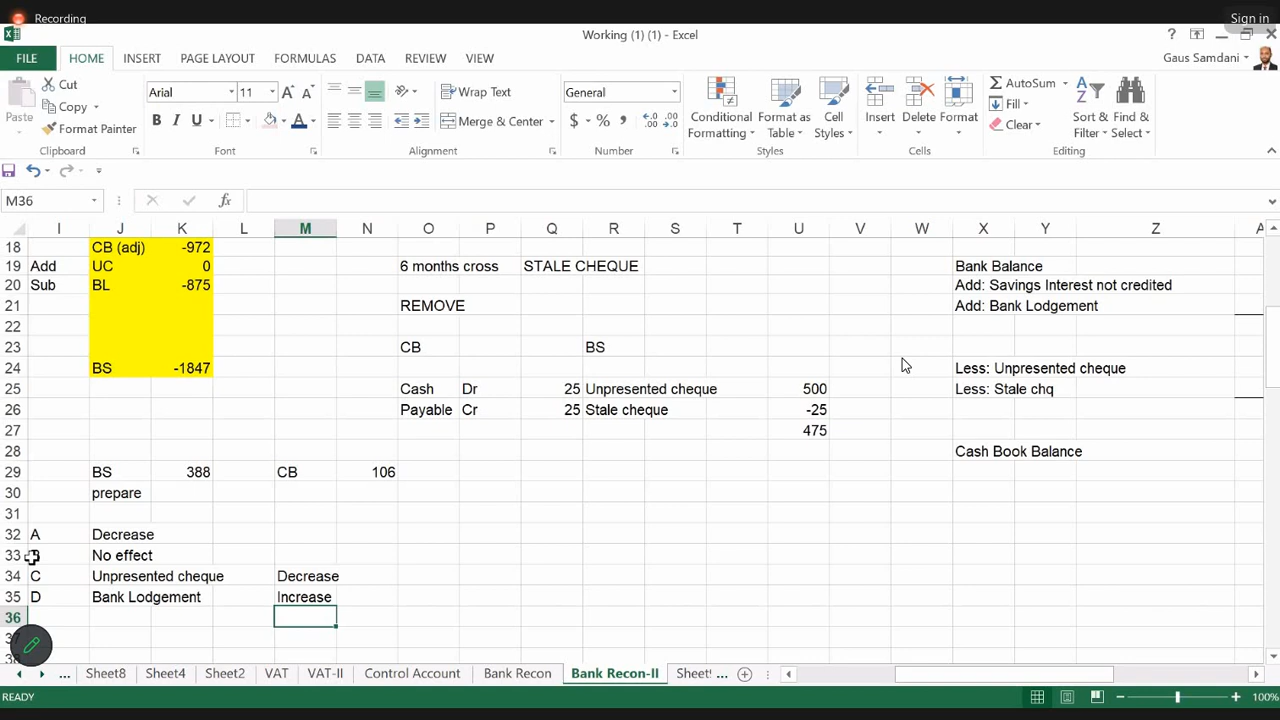 Recording
Sign in
Working (1) (1) - Excel
FILE HOME INSERT PAGE LAYOUT FORMULAS DATA REVIEW VIEW
Gaus Samdani
Paste
Cut
Copy
Format Painter
Clipboard
Arial 11
B I U
Font
Wrap Text
Merge & Center
Alignment
General
$ % ,
Number
Conditional Formatting
Format as Table
Cell Styles
Styles
Insert
Delete
Format
Cells
AutoSum
Fill
Clear
Sort & Filter
Find & Select
Editing
M36
fx
I J K L M N O P Q R S T U V W X Y Z
18 CB (adj) -972
19 Add UC 0 6 months cross STALE CHEQUE Bank Balance
20 Sub BL -875 Add: Savings Interest not credited
21 REMOVE Add: Bank Lodgement
22
23 CB BS
24 BS -1847 Less: Unpresented cheque
25 Cash Dr 25 Unpresented cheque 500 Less: Stale chq
26 Payable Cr 25 Stale cheque -25
27 475
28 Cash Book Balance
29 BS 388 CB 106
30 prepare
31
32 A Decrease
33 No effect
34 C Unpresented cheque Decrease
35 D Bank Lodgement Increase
36
... Sheet8 Sheet4 Sheet2 VAT VAT-II Control Account Bank Recon Bank Recon-II ...
READY
100%